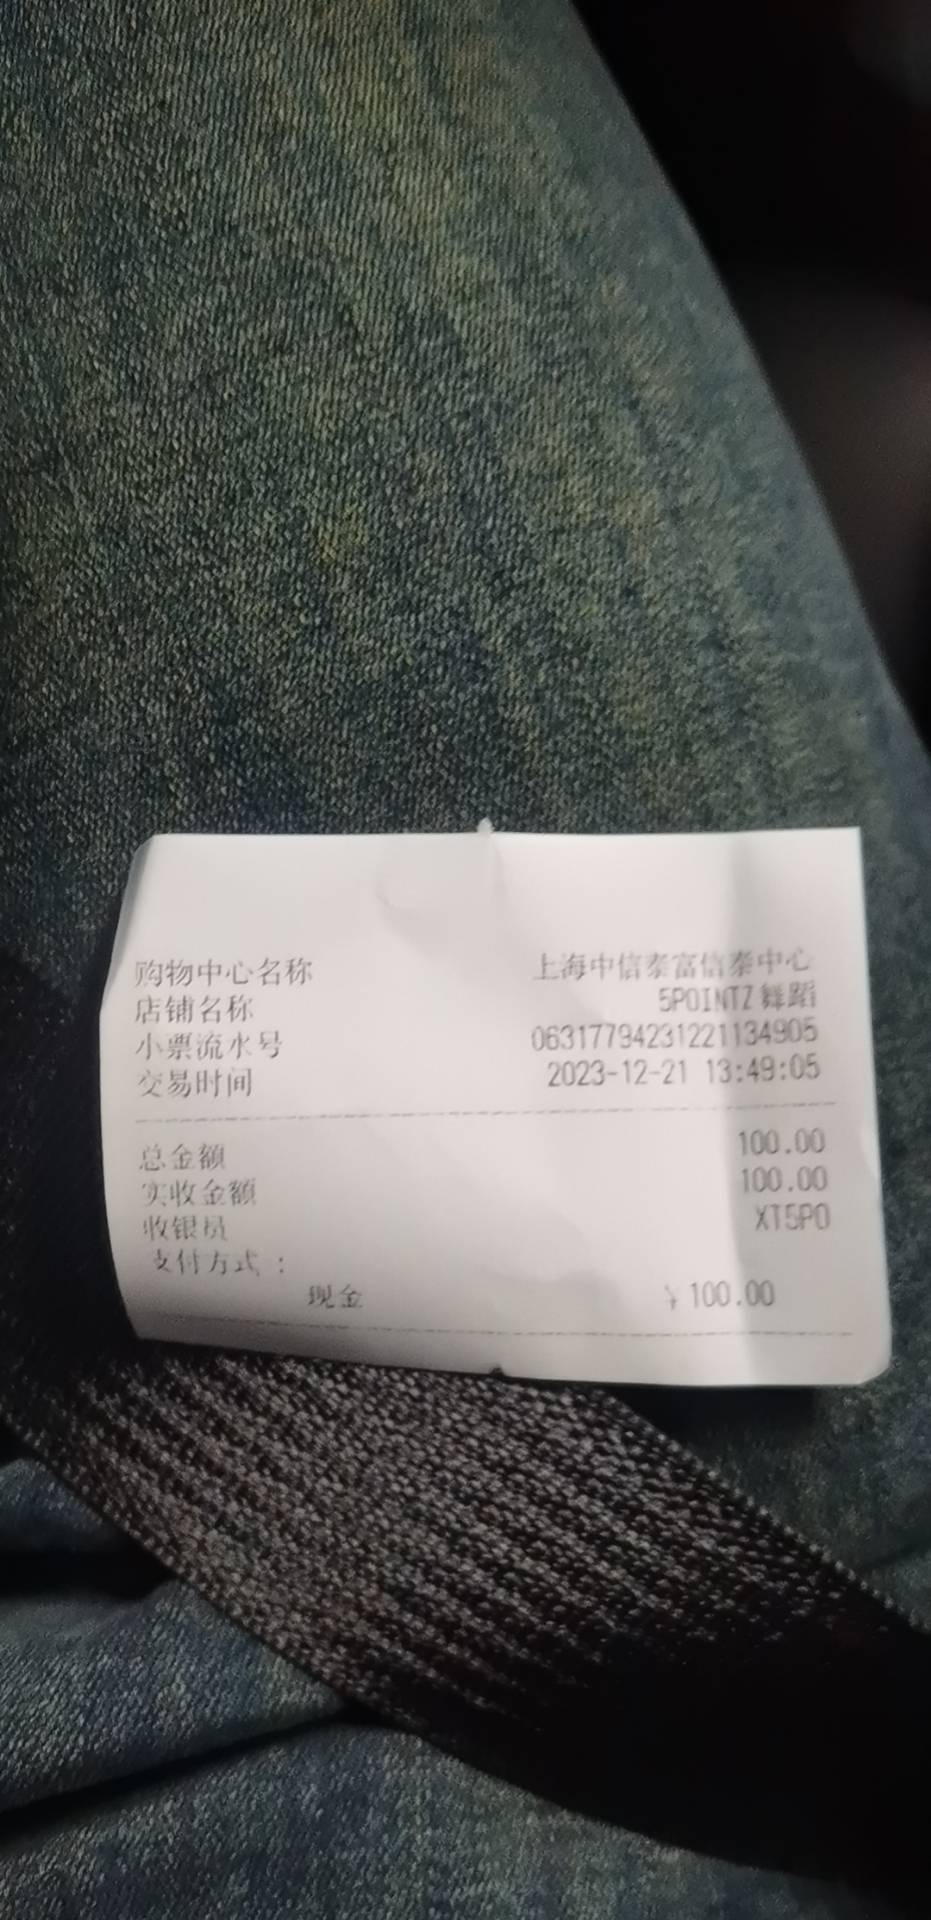 购物中心名称 上海中信泰富信泰中心
店铺名称 5POINTZ 舞蹈
小票流水号 06317794231221134905
交易时间 2023-12-21 13:49:05
总金额 100.00
实收金额 100.00
收银员 XT5PO
支付方式：
现金 ¥ 100.00